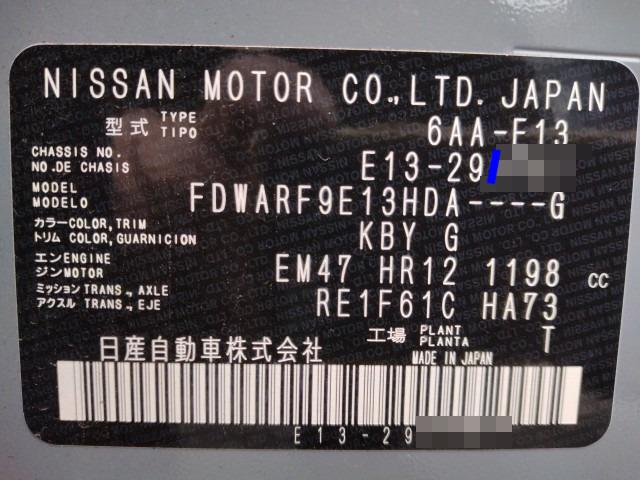 NISSAN MOTOR CO.,LTD. JAPAN
型式 TYPE TIPO 6AA-E13
CHASSIS NO.
NO.DE CHASIS E13-29
MODEL
MODELO FDWARF9E13HDA----G
カラーCOLOR,TRIM
トリム COLOR,GUARNICION KBY G
エンENGINE
ジンMOTOR EM47 HR12 1198 CC
ミッション TRANS., AXLE
アクスル TRANS., EJE RE1F61C HA73
工場 PLANT PLANTA T
日産自動車株式会社 MADE IN JAPAN
E13-29